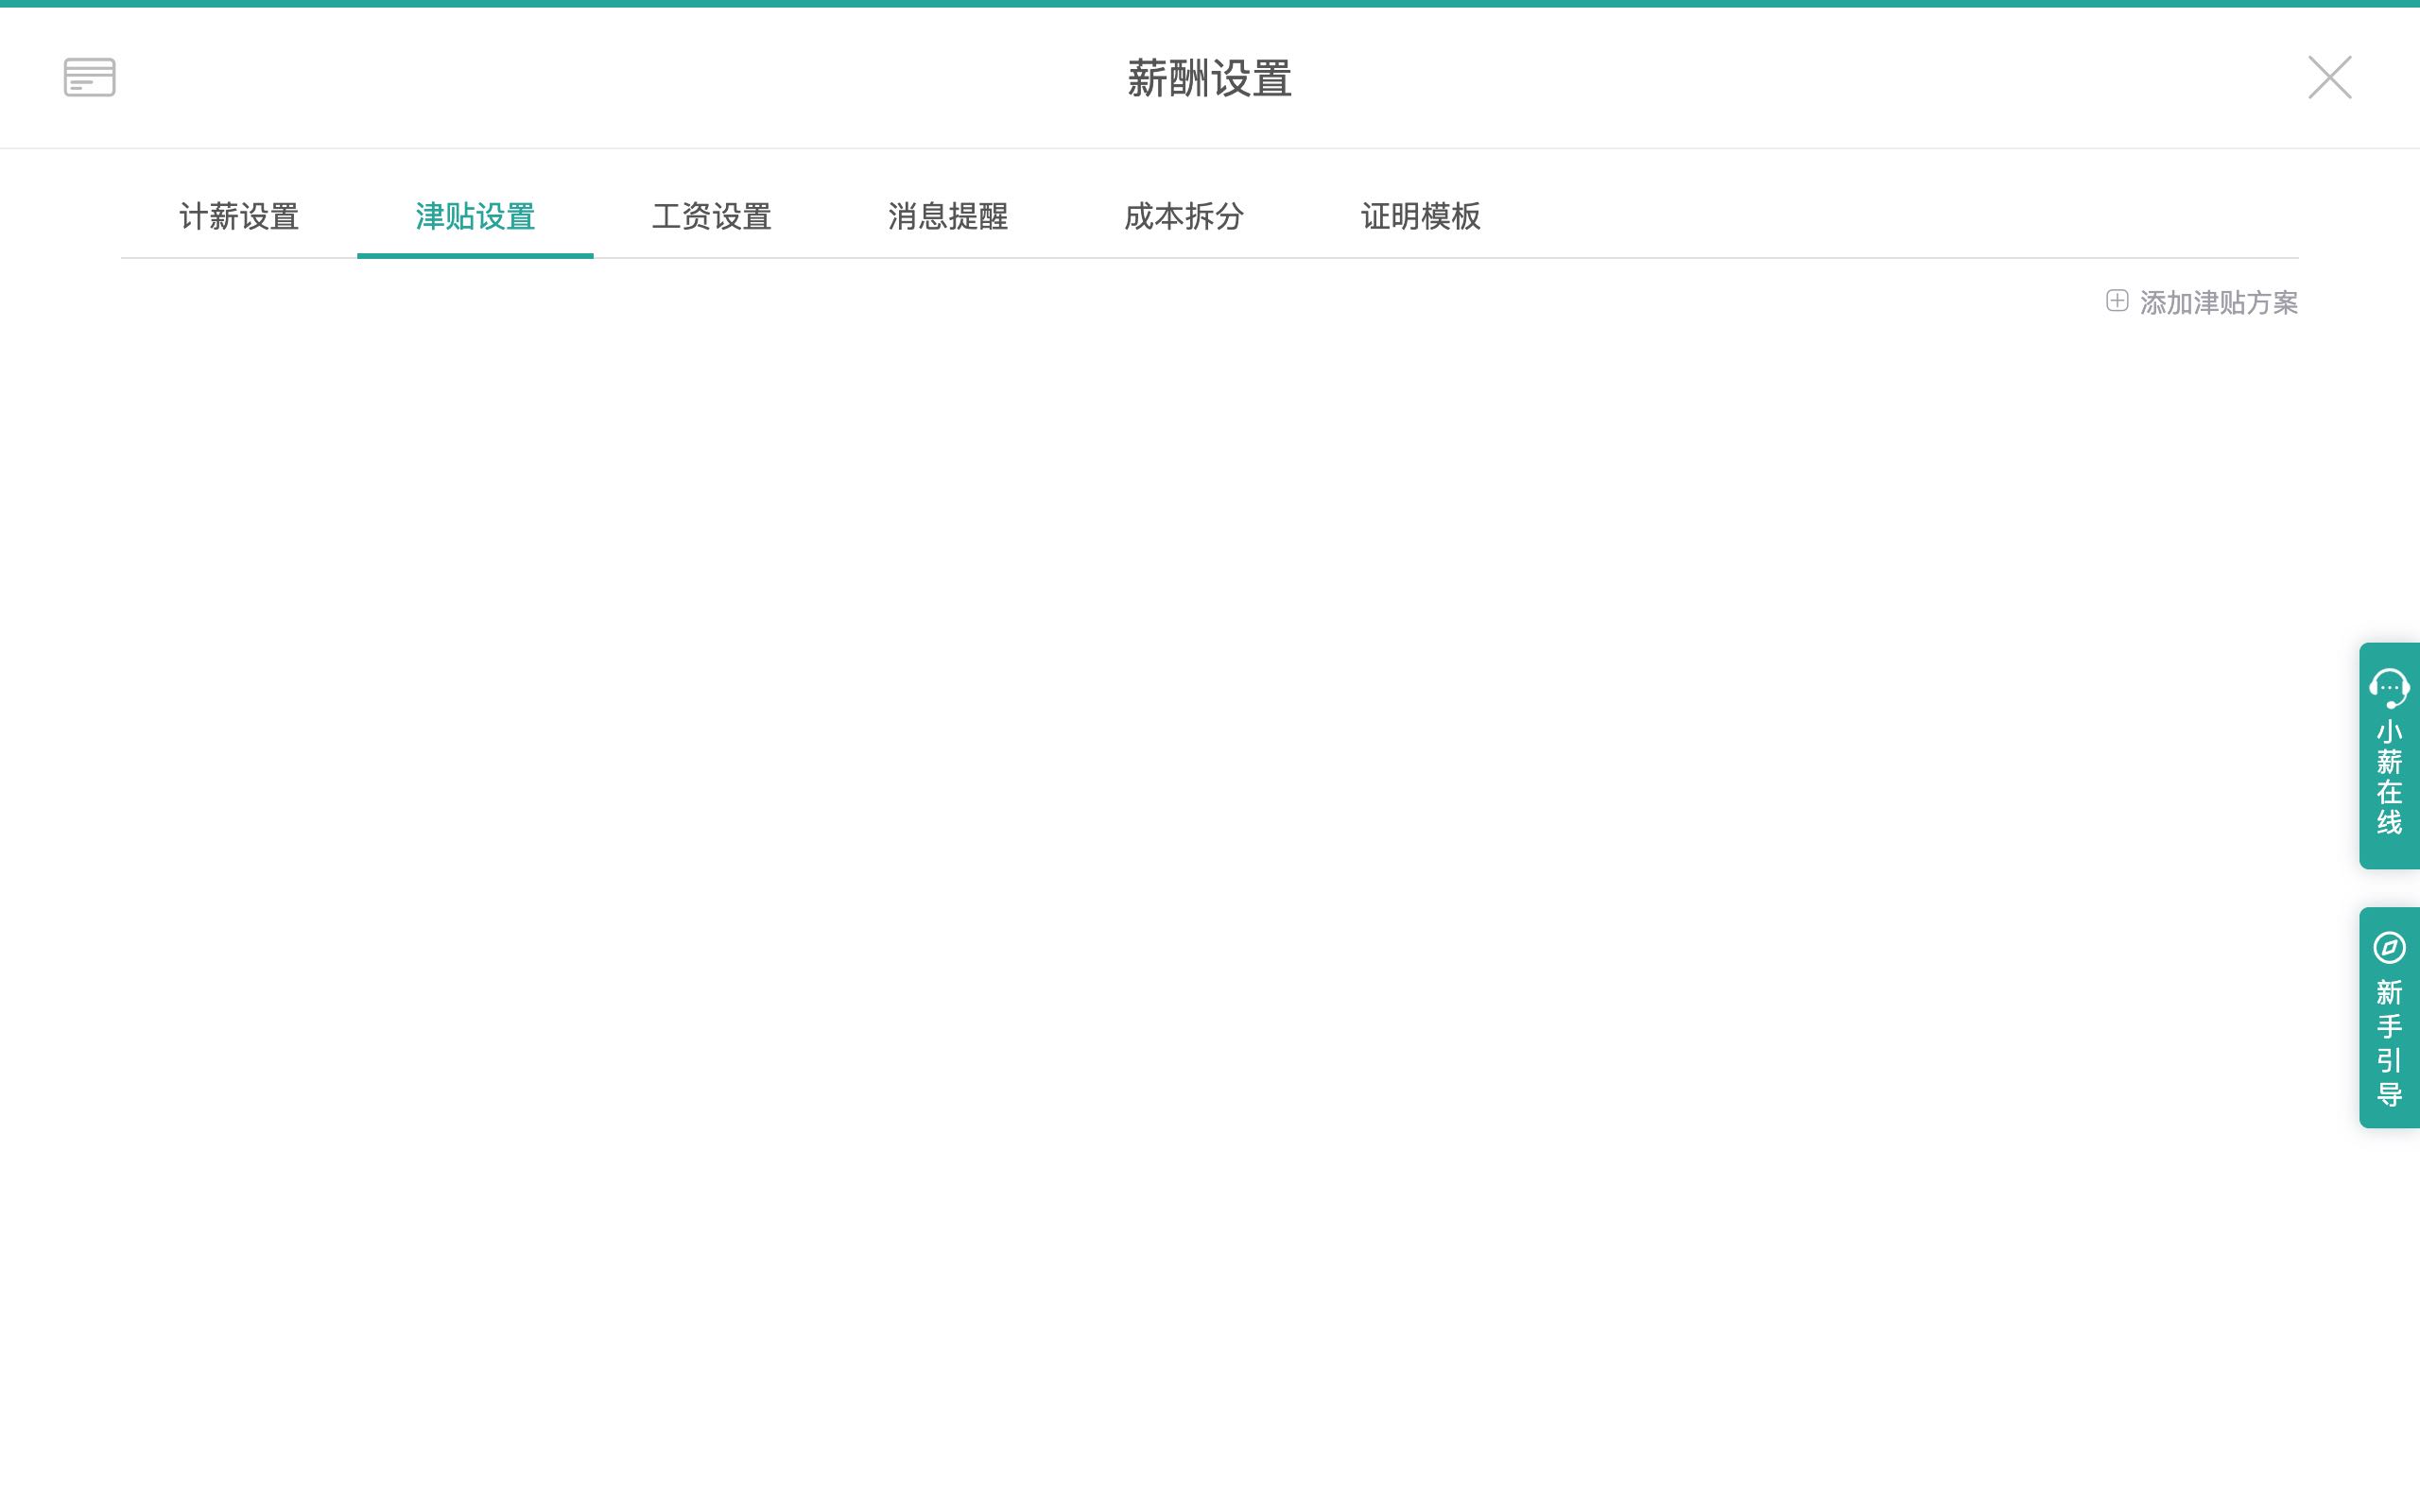 薪酬设置
计薪设置 津贴设置 工资设置 消息提醒 成本拆分 证明模板
添加津贴方案
小薪在线
新手引导